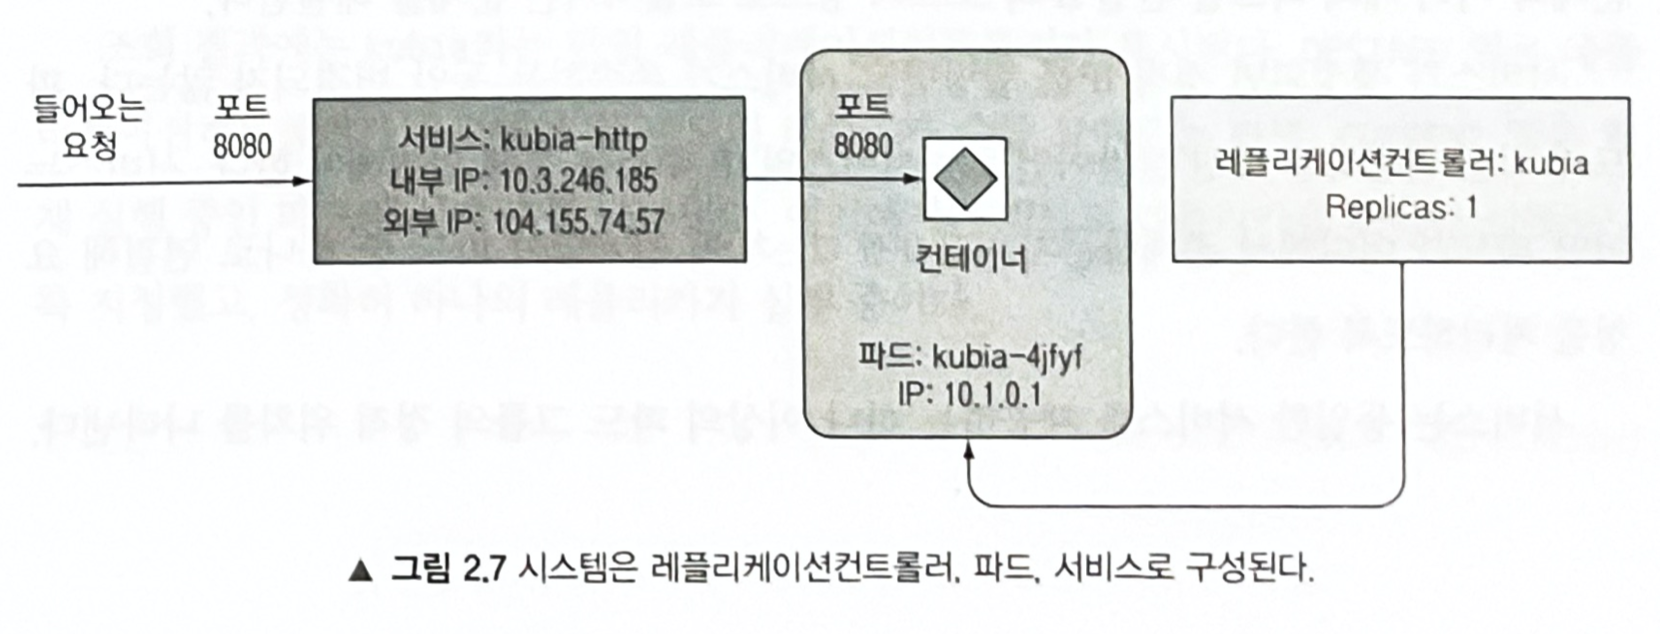 들어오는
요청
포트
8080
서비스: kubia-http
내부 IP: 10.3.246.185
외부 IP: 104.155.74.57
포트
8080
컨테이너
파드: kubia-4jfyf
IP: 10.1.0.1
레플리케이션컨트롤러: kubia
Replicas: 1
▲ 그림 2.7 시스템은 레플리케이션컨트롤러, 파드, 서비스로 구성된다.